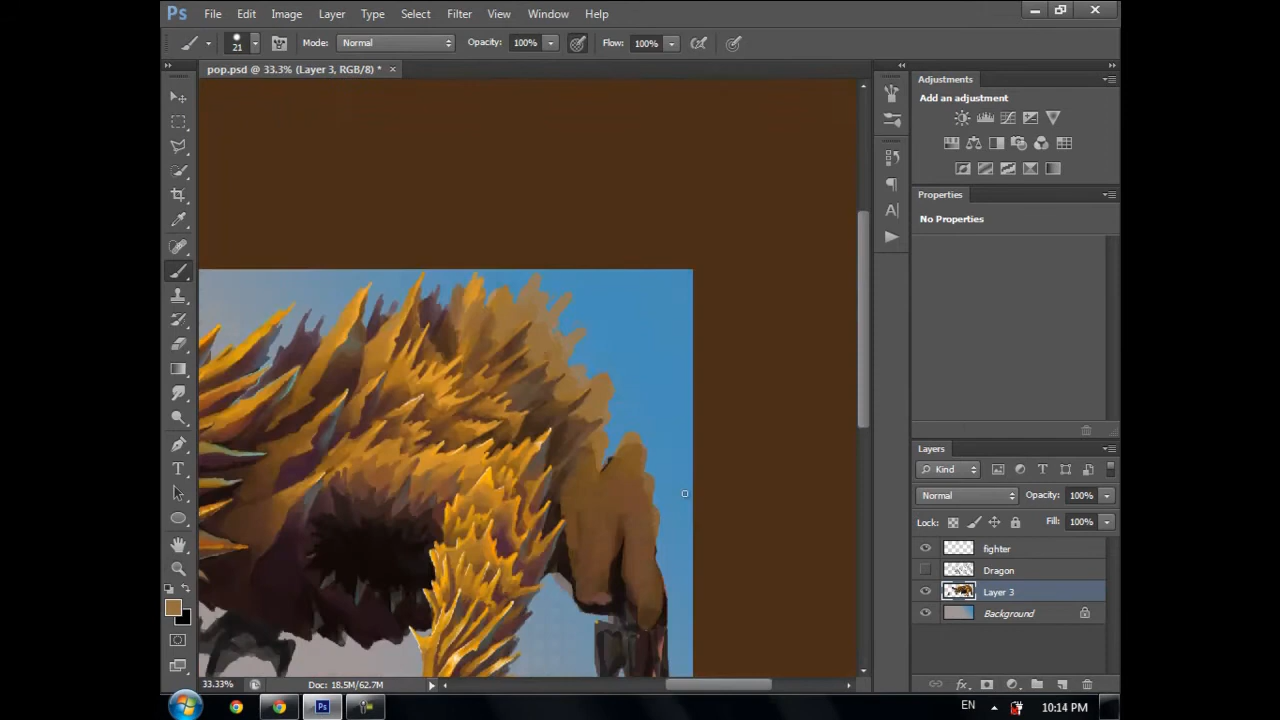 Ps File Edit Image Layer Type Select Filter View Window Help
21 Mode: Normal Opacity: 100% Flow: 100%
pop.psd @ 33.3% (Layer 3, RGB/8) *
Adjustments
Add an adjustment
Properties
No Properties
Layers
Kind
Normal Opacity: 100%
Lock: Fill: 100%
fighter
Dragon
Layer 3
Background
33.33% Doc: 18.5M/62.7M
EN 10:14 PM